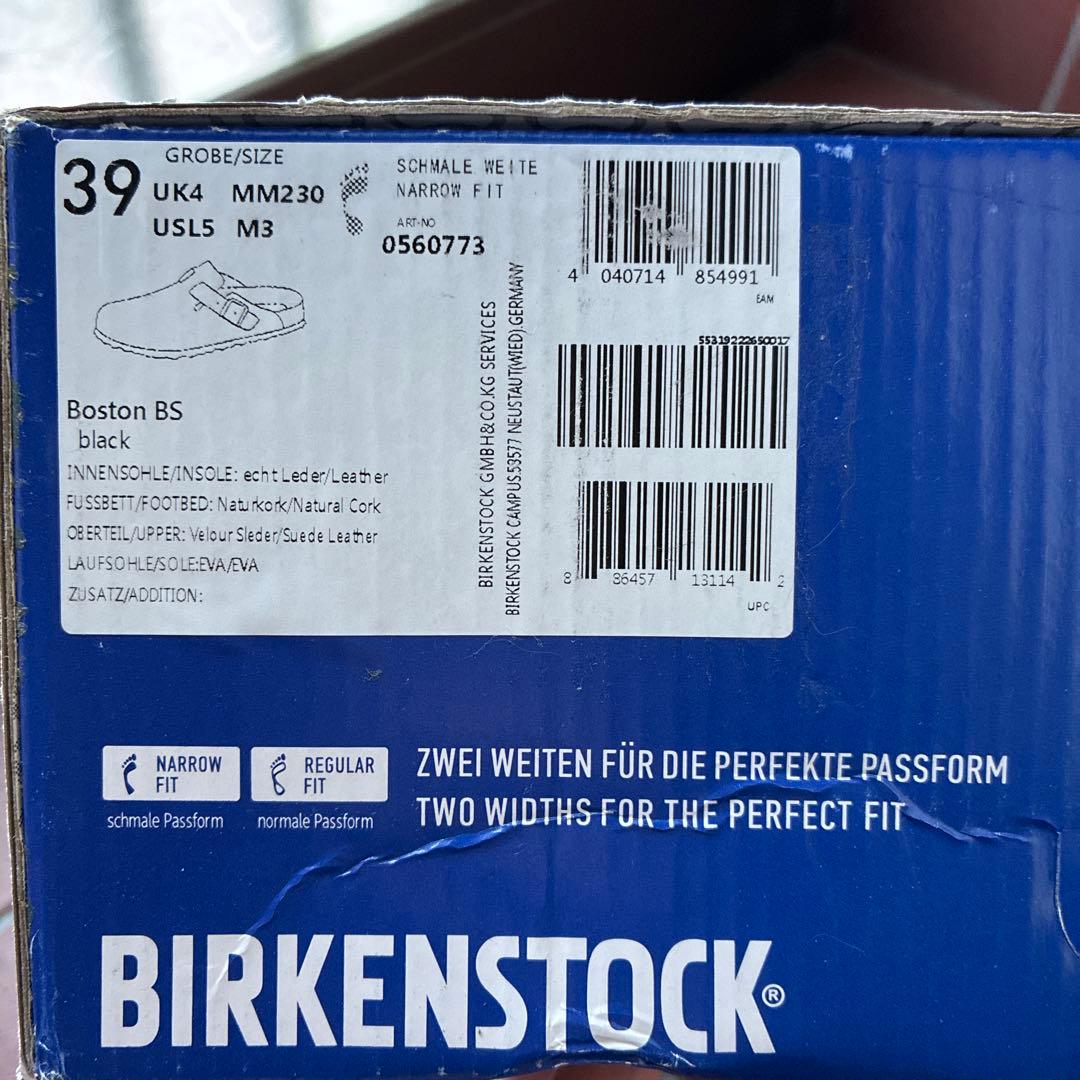 39
GROBE/SIZE
UK4 MM230
USL5 M3
SCHMALE WEITE
NARROW FIT
ART-NO
0560773
4 040714 854991
EAM
55319222650017
8 86457 13114 2
UPC
Boston BS
black
INNENSOHLE/INSOLE: echt Leder/Leather
FUSSBETT/FOOTBED: Naturkork/Natural Cork
OBERTEIL/UPPER: Velour Sleder/Suede Leather
LAUFSOHLE/SOLE:EVA/EVA
ZUSATZ/ADDITION:
BIRKENSTOCK GMBH&CO.KG SERVICES
BIRKENSTOCK CAMPUS.53577 NEUSTAUT(WIED).GERMANY
NARROW FIT
schmale Passform
REGULAR FIT
normale Passform
ZWEI WEITEN FÜR DIE PERFEKTE PASSFORM
TWO WIDTHS FOR THE PERFECT FIT
BIRKENSTOCK®